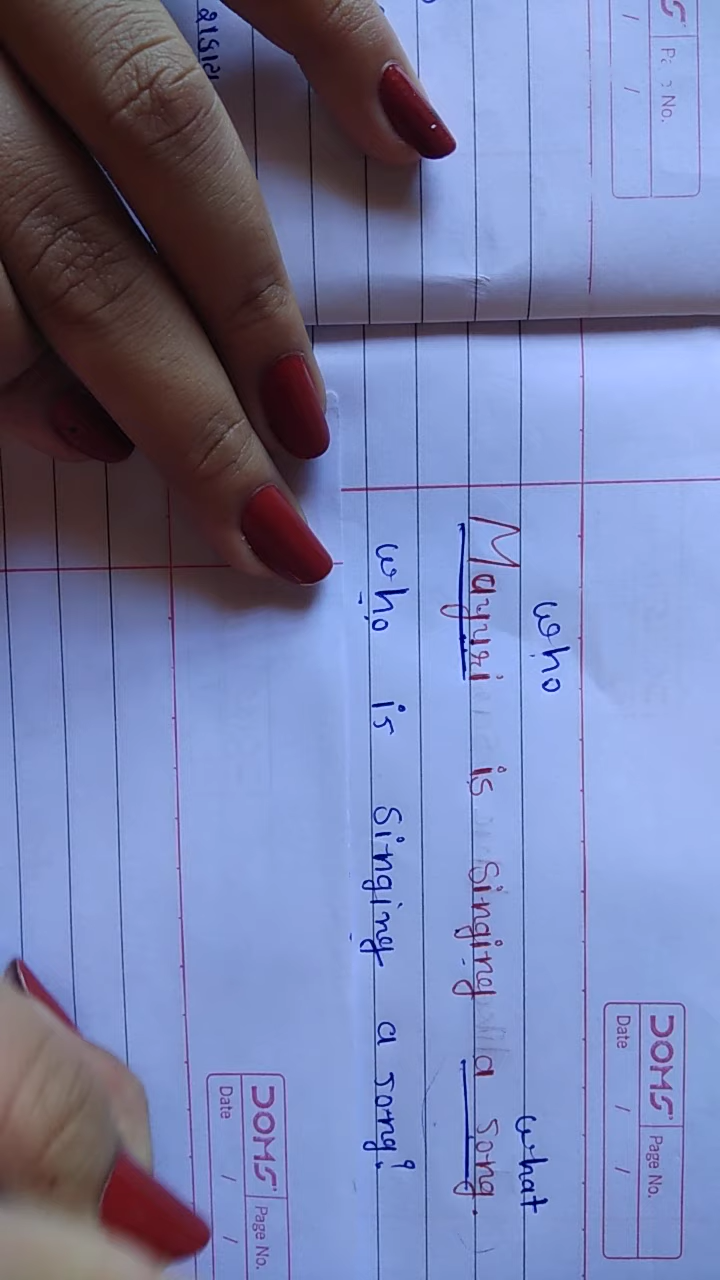 DOMS Page No.
Date / /
who what
Mayuri is singing a song.
who is singing a song?
DOMS Page No.
Date / /